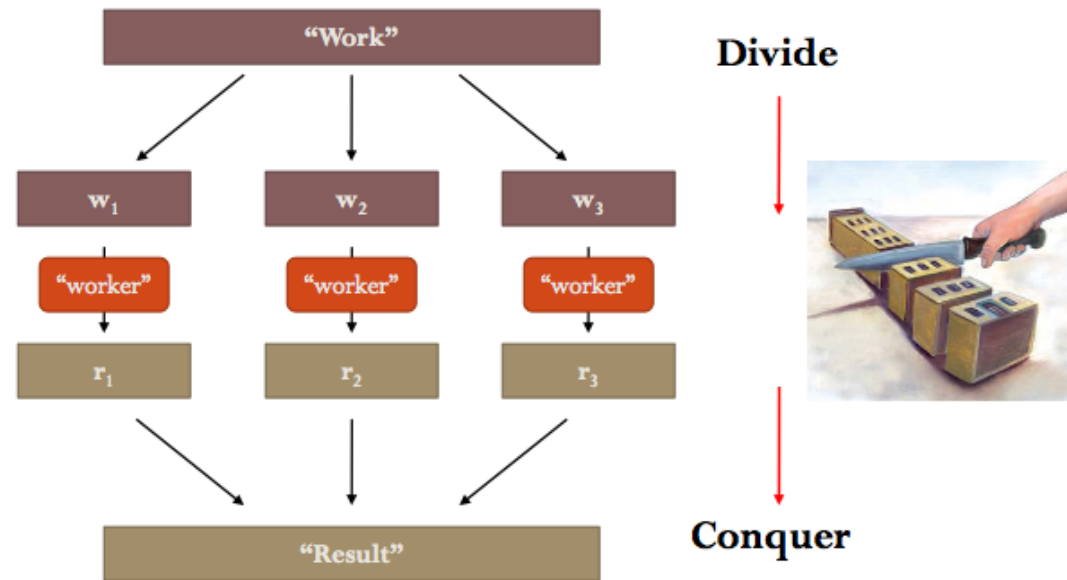 “Work”
Divide
w₁ w₂ w₃
“worker” “worker” “worker”
r₁ r₂ r₃
“Result”
Conquer